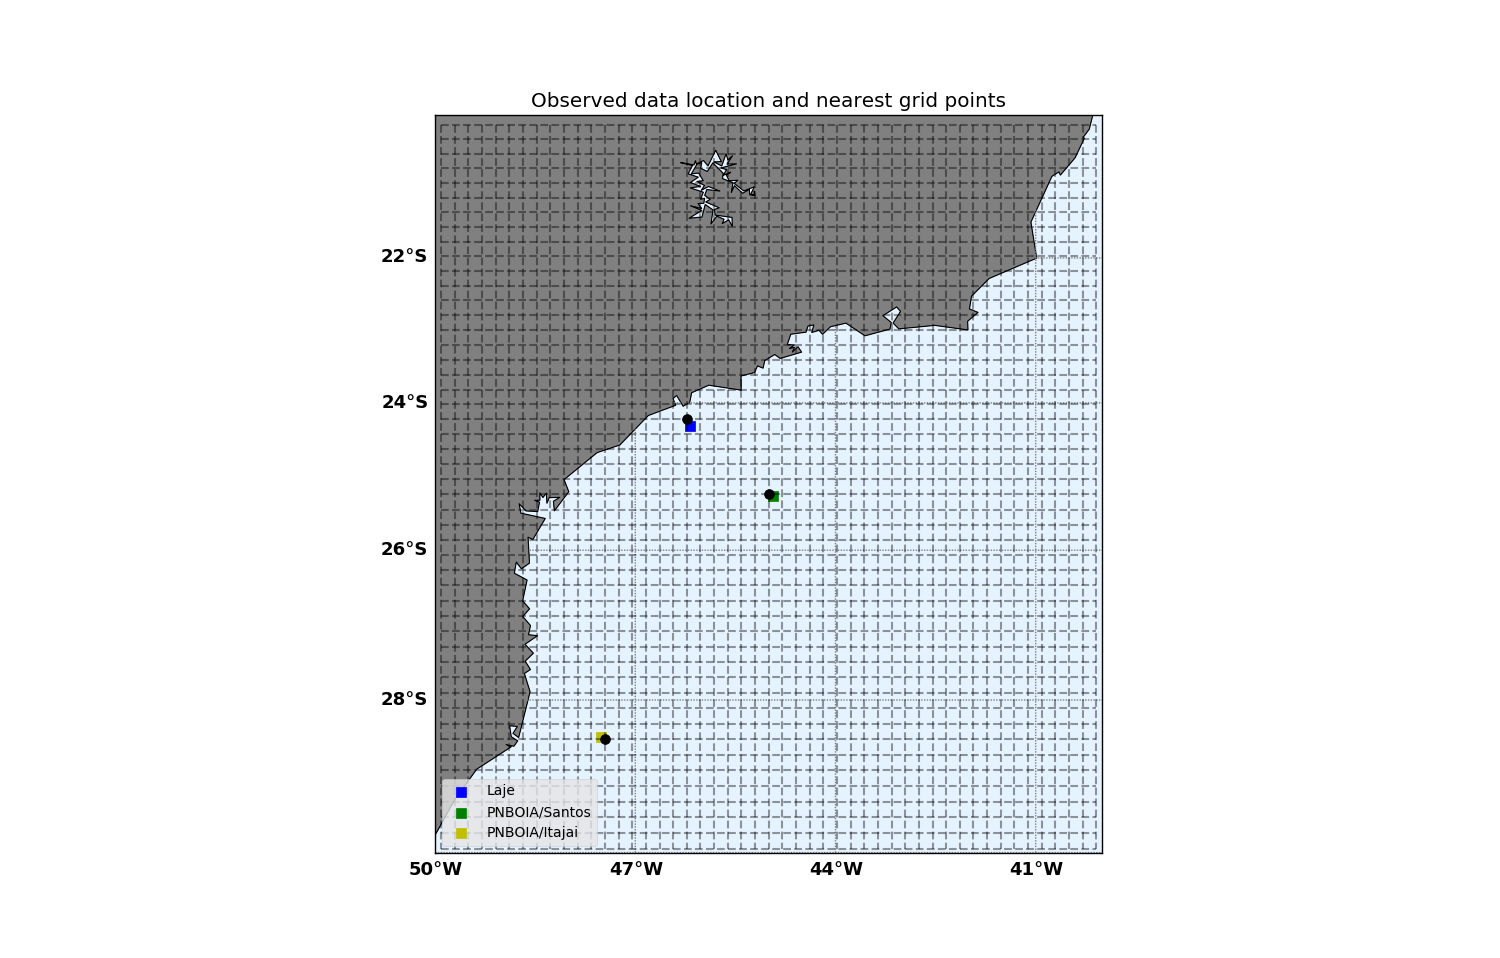 Observed data location and nearest grid points
22°S
24°S
26°S
28°S
Laje
PNBOIA/Santos
PNBOIA/Itajai
50°W 47°W 44°W 41°W